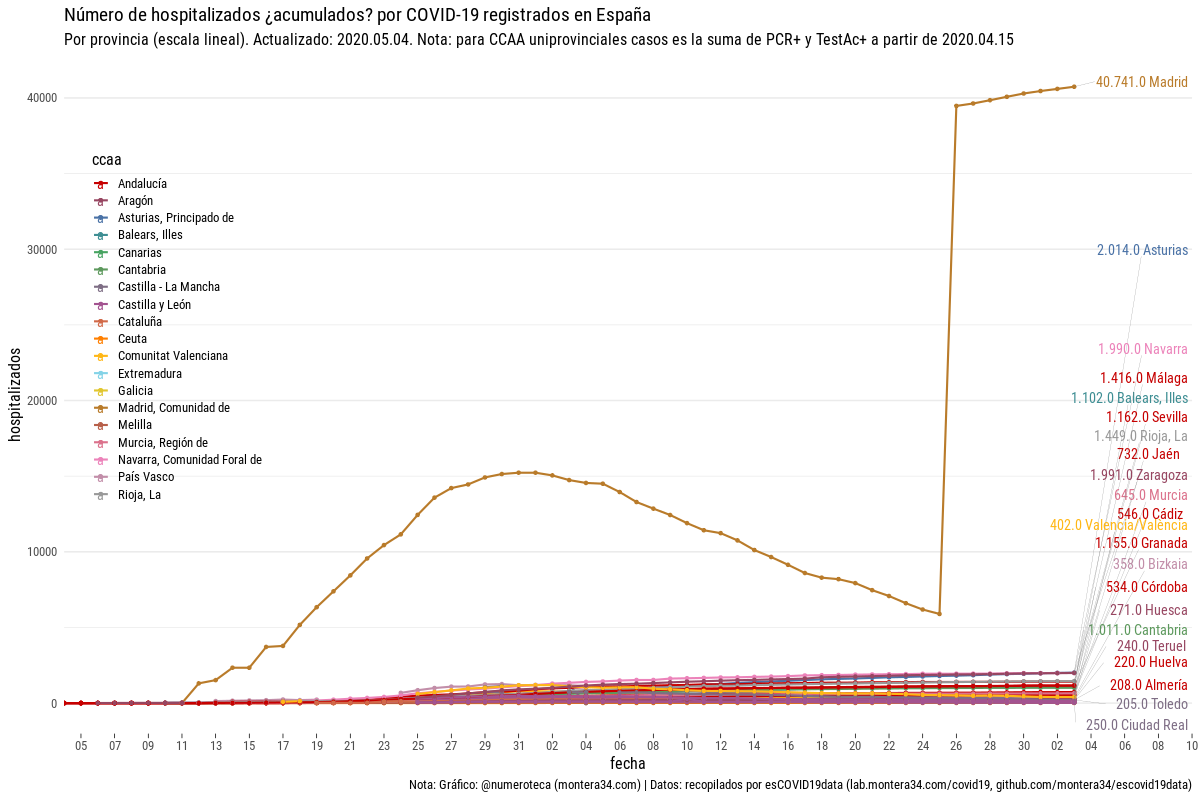 Número de hospitalizados ¿acumulados? por COVID-19 registrados en España
Por provincia (escala lineal). Actualizado: 2020.05.04. Nota: para CCAA uniprovinciales casos es la suma de PCR+ y TestAc+ a partir de 2020.04.15
hospitalizados
40000
30000
20000
10000
0
ccaa
Andalucía
Aragón
Asturias, Principado de
Balears, Illes
Canarias
Cantabria
Castilla - La Mancha
Castilla y León
Cataluña
Ceuta
Comunitat Valenciana
Extremadura
Galicia
Madrid, Comunidad de
Melilla
Murcia, Región de
Navarra, Comunidad Foral de
País Vasco
Rioja, La
40.741.0 Madrid
2.014.0 Asturias
1.990.0 Navarra
1.416.0 Málaga
1.102.0 Balears, Illes
1.162.0 Sevilla
1.449.0 Rioja, La
732.0 Jaén
1.991.0 Zaragoza
645.0 Murcia
546.0 Cádiz
402.0 Valencia/València
1.155.0 Granada
358.0 Bizkaia
534.0 Córdoba
271.0 Huesca
1.011.0 Cantabria
240.0 Teruel
220.0 Huelva
208.0 Almería
205.0 Toledo
250.0 Ciudad Real
05 07 09 11 13 15 17 19 21 23 25 27 29 31 02 04 06 08 10 12 14 16 18 20 22 24 26 28 30 02 04 06 08 10
fecha
Nota: Gráfico: @numeroteca (montera34.com) | Datos: recopilados por esCOVID19data (lab.montera34.com/covid19, github.com/montera34/escovid19data)